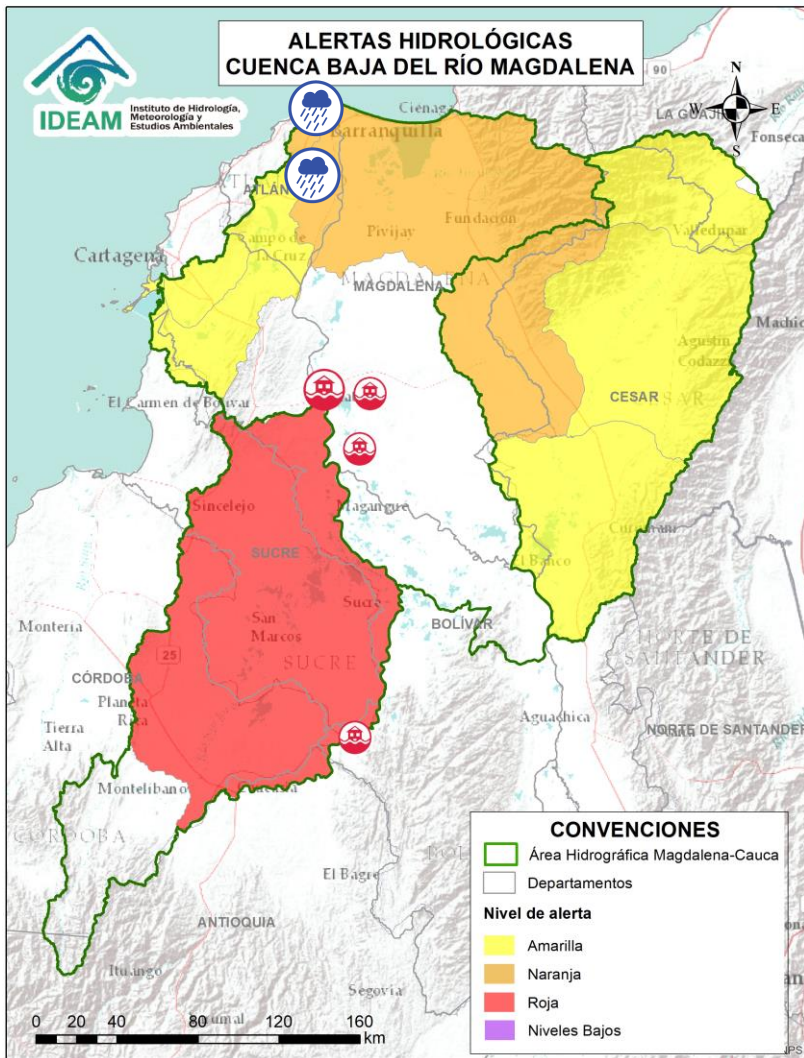 ALERTAS HIDROLÓGICAS
CUENCA BAJA DEL RÍO MAGDALENA
IDEAM
Instituto de Hidrología,
Meteorología y
Estudios Ambientales
90
N
W
E
S
Ciénaga
LA GUAJIRA
Fonseca
Barranquilla
Fundación
Pivijay
Valledupar
Cartagena
Campo de
la Cruz
MAGDALENA
Agustín
Codazzi
El Carmen de Bolívar
CESAR
Sincelejo
Magangué
SUCRE
El Banco
Sucre
San
Marcos
BOLÍVAR
Montería
SUCRE
NORTE DE
SANTANDER
25
CÓRDOBA
Planeta
Rica
Tierra
Alta
Aguachica
NORTE DE SANTANDER
Montelíbano
CÓRDOBA
El Bagre
ANTIOQUIA
Ituango
Segovia
0 20 40 80 120 160
km
CONVENCIONES
Área Hidrográfica Magdalena-Cauca
Departamentos
Nivel de alerta
Amarilla
Naranja
Roja
Niveles Bajos